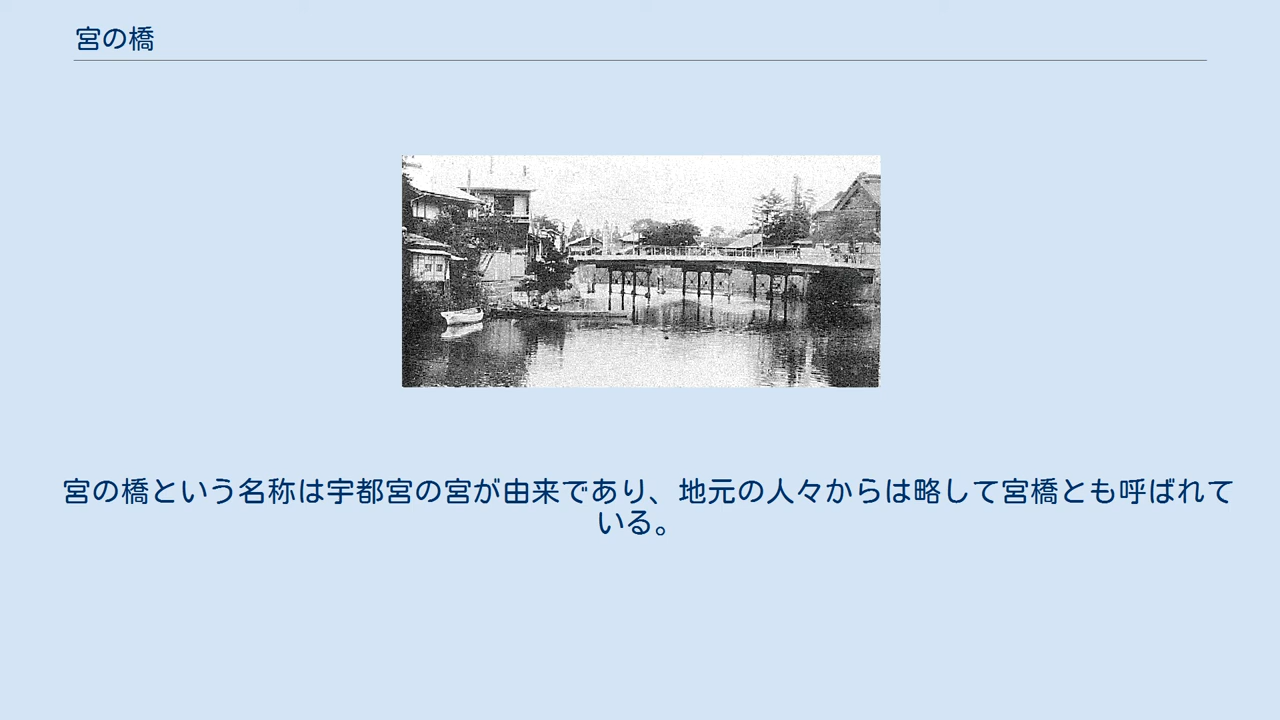 宮の橋
宮の橋という名称は宇都宮の宮が由来であり、地元の人々からは略して宮橋とも呼ばれて
いる。